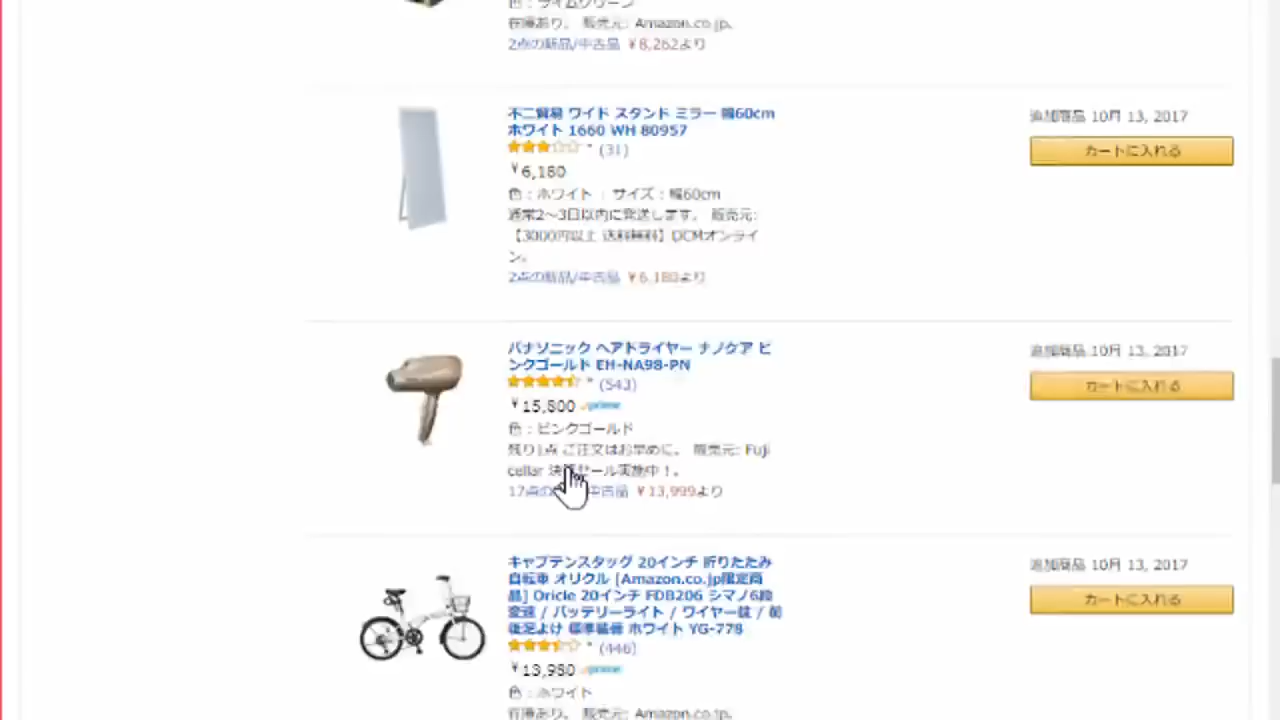 色：ライムグリーン
在庫あり。 販売元: Amazon.co.jp。
2点の新品/中古品 ￥8,262より
不二貿易 ワイド スタンド ミラー 幅60cm
ホワイト 1660 WH 80957
(31)
￥6,180
色：ホワイト : サイズ：幅60cm
通常2～3日以内に発送します。 販売元:
【3000円以上 送料無料】DCMオンライ
ン。
2点の新品/中古品 ￥6,180より
追加商品 10月 13, 2017
カートに入れる
パナソニック ヘアドライヤー ナノケア ピ
ンクゴールド EH-NA98-PN
(543)
￥15,800 prime
色：ピンクゴールド
残り1点 ご注文はお早めに。 販売元: Fuji
cellar 決算セール実施中！。
17点の 中古品 ￥13,999より
追加商品 10月 13, 2017
カートに入れる
キャプテンスタッグ 20インチ 折りたたみ
自転車 オリクル [Amazon.co.jp限定商
品] Oricle 20インチ FDB206 シマノ6段
変速 / バッテリーライト / ワイヤー錠 / 前
後泥よけ 標準装備 ホワイト YG-778
(446)
￥13,980 prime
色：ホワイト
在庫あり。 販売元: Amazon.co.jp。
追加商品 10月 13, 2017
カートに入れる